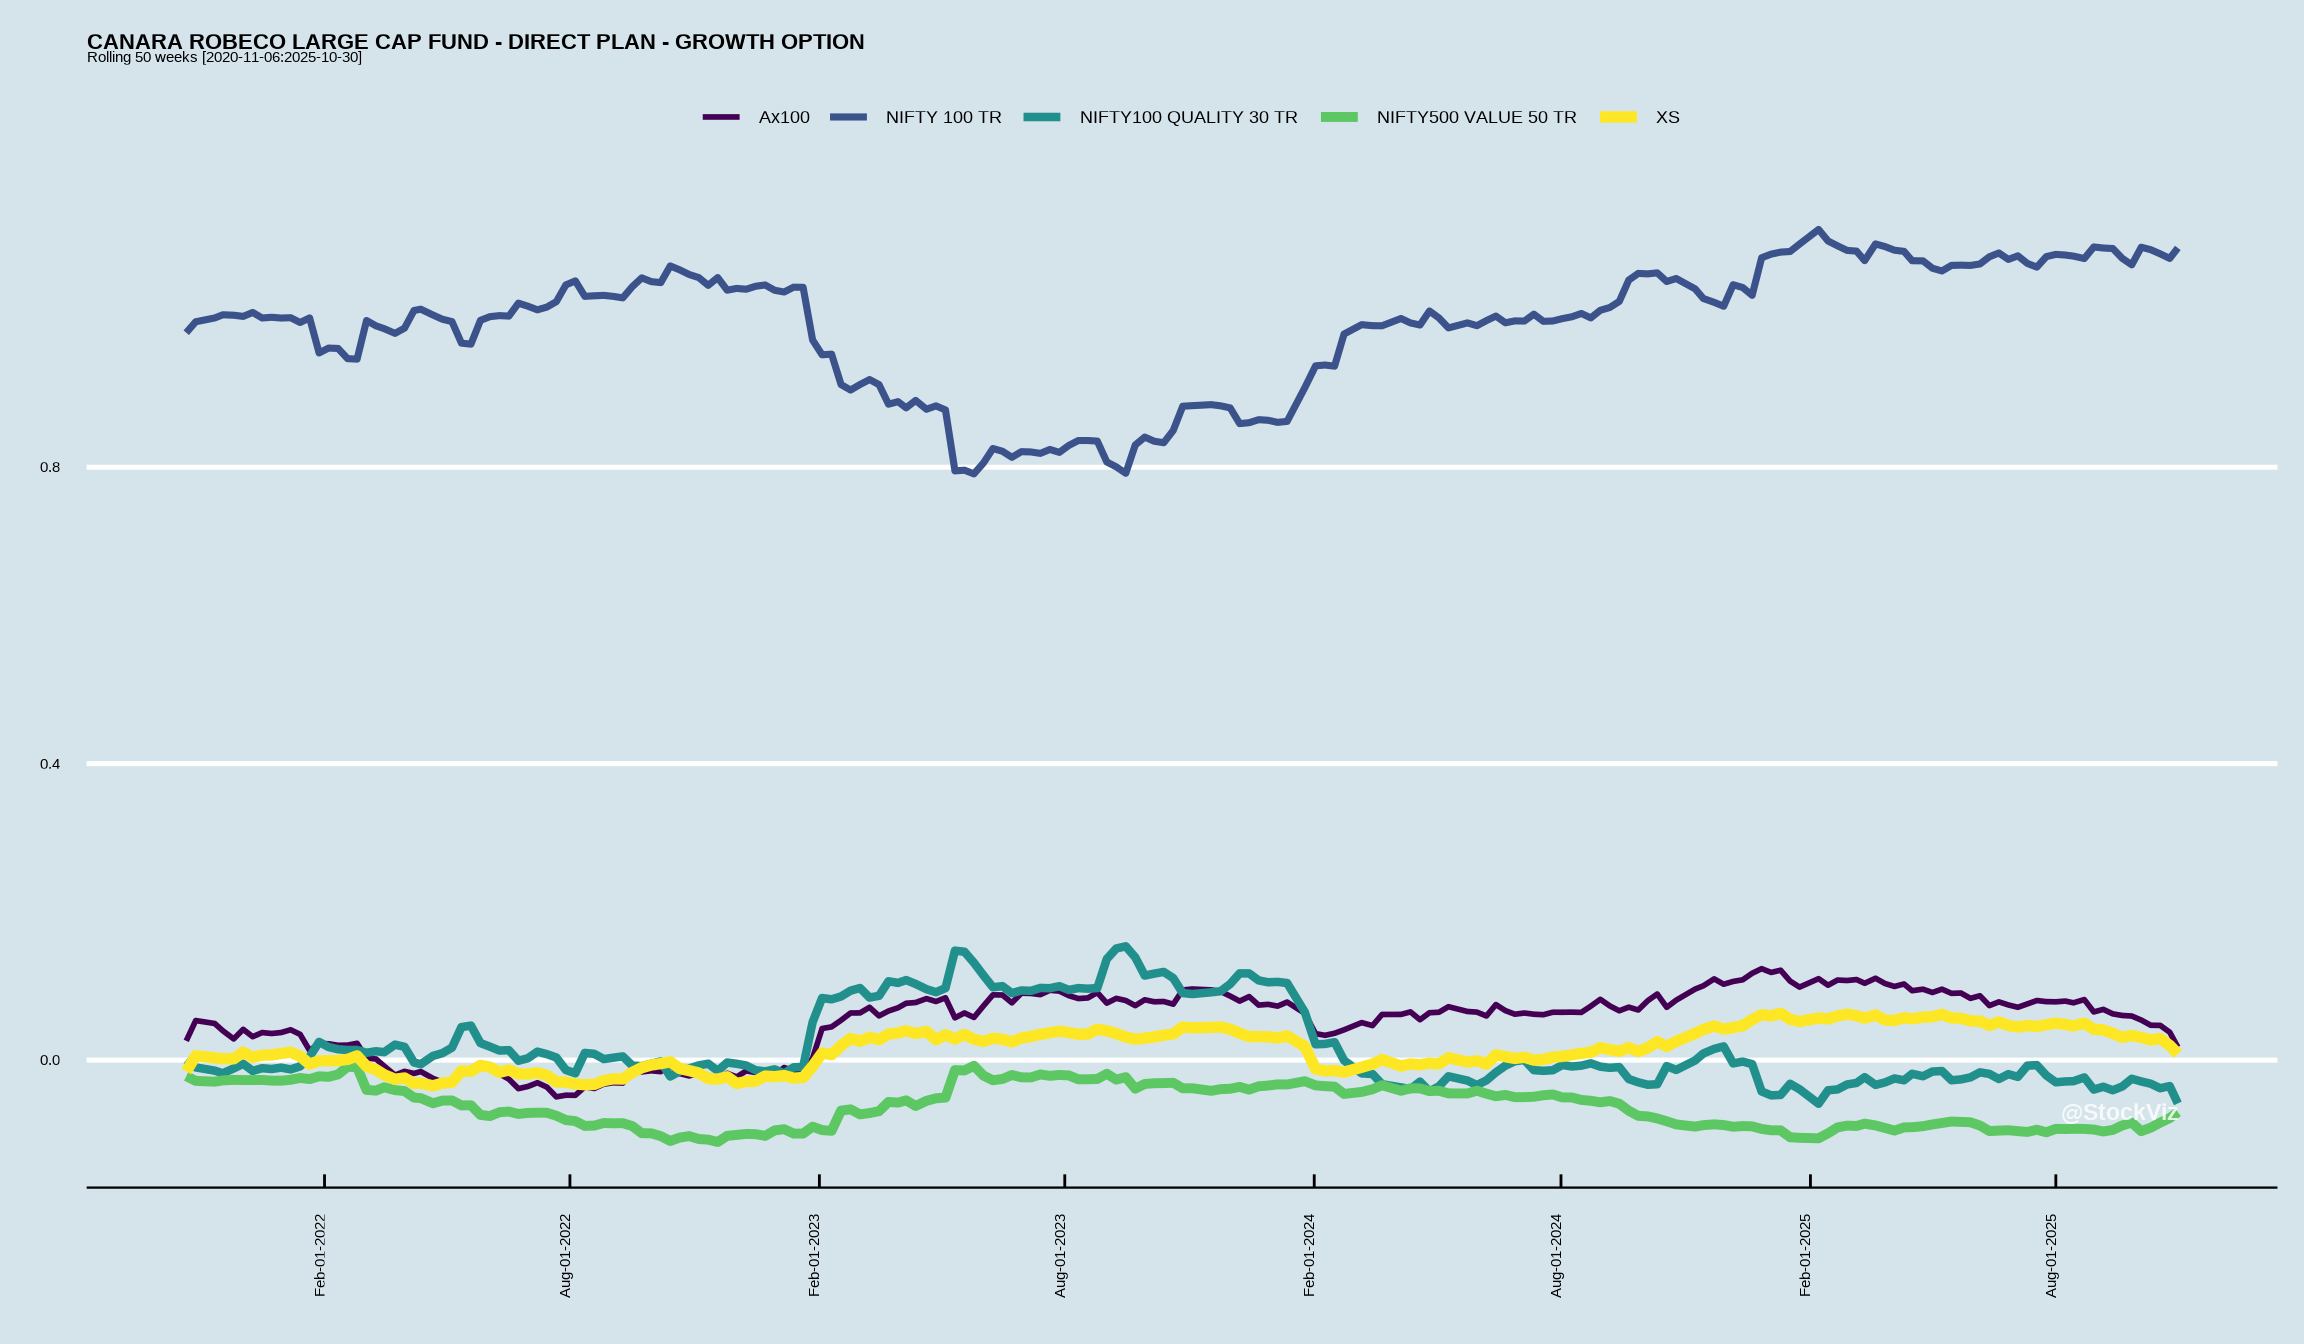 CANARA ROBECO LARGE CAP FUND - DIRECT PLAN - GROWTH OPTION
Rolling 50 weeks [2020-11-06:2025-10-30]
Ax100 NIFTY 100 TR NIFTY100 QUALITY 30 TR NIFTY500 VALUE 50 TR XS
0.8
0.4
0.0
@StockViz
Feb-01-2022 Aug-01-2022 Feb-01-2023 Aug-01-2023 Feb-01-2024 Aug-01-2024 Feb-01-2025 Aug-01-2025